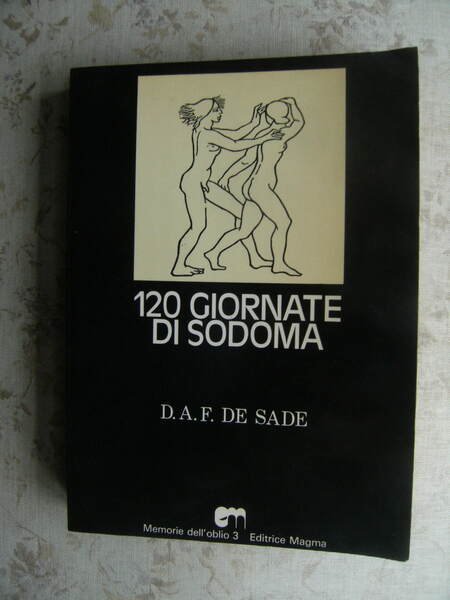 120 GIORNATE
DI SODOMA
D.A.F. DE SADE
em
Memorie dell'oblio 3 Editrice Magma